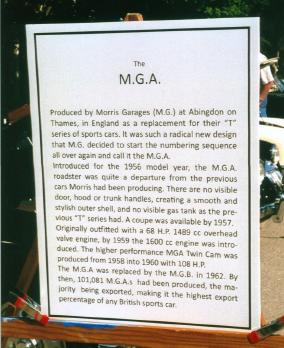 The
M.G.A.
Produced by Morris Garages (M.G.) at Abingdon on
Thames, in England as a replacement for their "T"
series of sports cars. It was such a radical new design
that M.G. decided to start the numbering sequence
all over again and call it the M.G.A.
Introduced for the 1956 model year, the M.G.A.
roadster was quite a departure from the previous
cars Morris had been producing. There are no visible
door, hood or trunk handles, creating a smooth and
stylish outer shell, and no visible gas tank as the pre-
vious "T" series had. A coupe was available by 1957.
Originally outfitted with a 68 H.P. 1489 cc overhead
valve engine, by 1959 the 1600 cc engine was intro-
duced. The higher performance MGA Twin Cam was
produced from 1958 into 1960 with 108 H.P.
The M.G.A was replaced by the M.G.B. in 1962. By
then, 101,081 M.G.A.s had been produced, the ma-
jority being exported, making it the highest export
percentage of any British sports car.